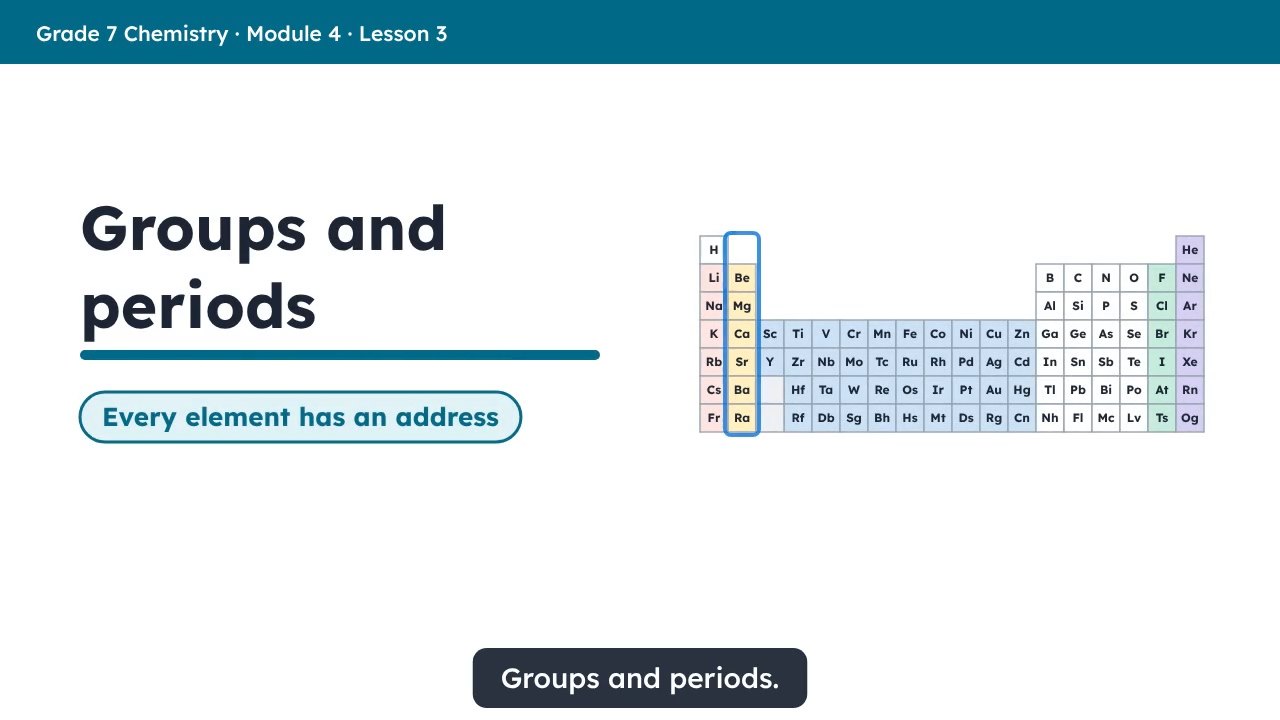 Grade 7 Chemistry · Module 4 · Lesson 3
Groups and
periods
Every element has an address
H He
Li Be B C N O F Ne
Na Mg Al Si P S Cl Ar
K Ca Sc Ti V Cr Mn Fe Co Ni Cu Zn Ga Ge As Se Br Kr
Rb Sr Y Zr Nb Mo Tc Ru Rh Pd Ag Cd In Sn Sb Te I Xe
Cs Ba Hf Ta W Re Os Ir Pt Au Hg Tl Pb Bi Po At Rn
Fr Ra Rf Db Sg Bh Hs Mt Ds Rg Cn Nh Fl Mc Lv Ts Og
Groups and periods.